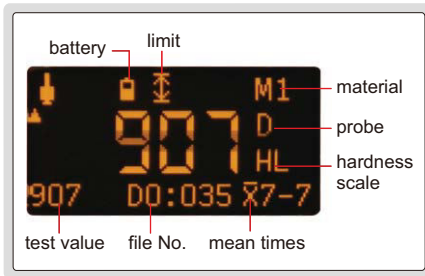 battery
limit
M1
material
907
D
probe
HL
hardness
scale
907 D0:035 X̅7-7
test value
file No.
mean times